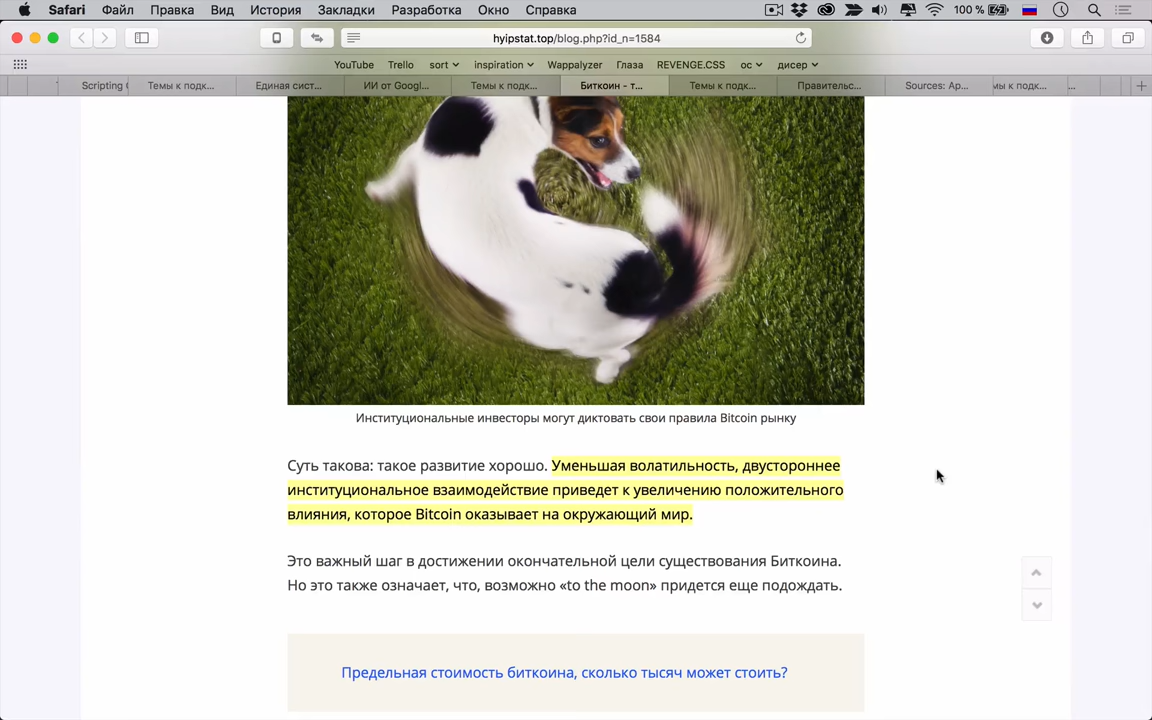 Safari Файл Правка Вид История Закладки Разработка Окно Справка 100 %
hyipstat.top/blog.php?id_n=1584
YouTube Trello sort inspiration Wappalyzer Глаза REVENGE.CSS ос дисер
Scripting Темы к подк... Единая сист... ИИ от Googl... Темы к подк... Биткоин - т... Темы к подк... Правительс... Sources: Ap... мы к подк... ...
Институциональные инвесторы могут диктовать свои правила Bitcoin рынку
Суть такова: такое развитие хорошо. Уменьшая волатильность, двустороннее
институциональное взаимодействие приведет к увеличению положительного
влияния, которое Bitcoin оказывает на окружающий мир.
Это важный шаг в достижении окончательной цели существования Биткоина.
Но это также означает, что, возможно «to the moon» придется еще подождать.
Предельная стоимость биткоина, сколько тысяч может стоить?